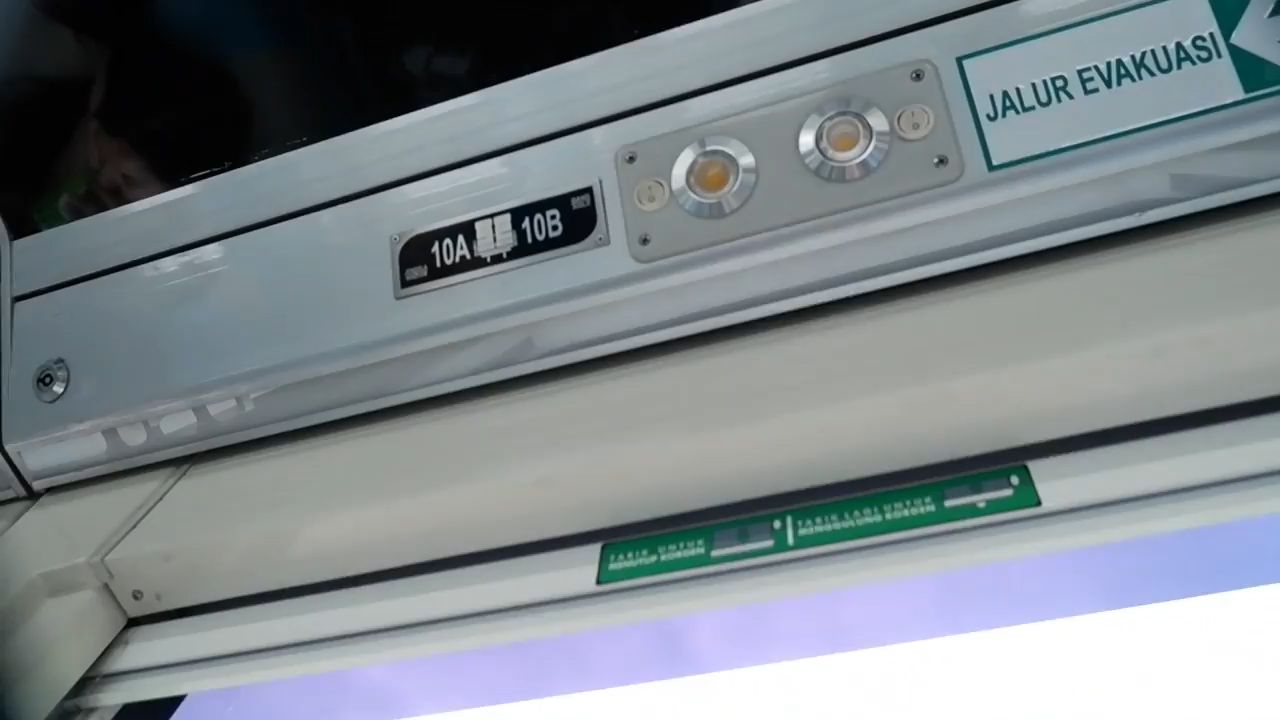 10A 10B
JALUR EVAKUASI
TARIK UNTUK
MENUTUP KORDEN
TARIK LAGI UNTUK
MENGGULUNG KORDEN